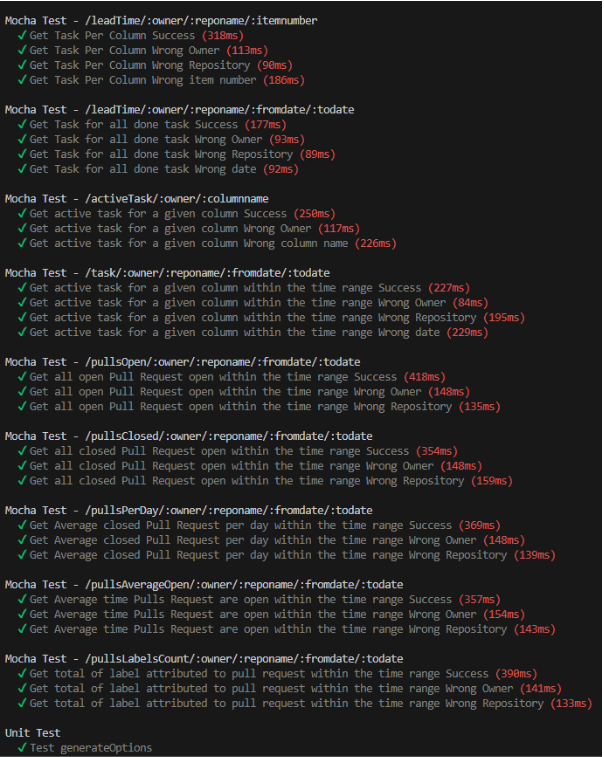 Mocha Test - /leadTime/:owner/:reponame/:itemnumber
✓ Get Task Per Column Success (318ms)
✓ Get Task Per Column Wrong Owner (113ms)
✓ Get Task Per Column Wrong Repository (90ms)
✓ Get Task Per Column Wrong item number (186ms)
Mocha Test - /leadTime/:owner/:reponame/:fromdate/:todate
✓ Get Task for all done task Success (177ms)
✓ Get Task for all done task Wrong Owner (93ms)
✓ Get Task for all done task Wrong Repository (89ms)
✓ Get Task for all done task Wrong date (92ms)
Mocha Test - /activeTask/:owner/:columnname
✓ Get active task for a given column Success (250ms)
✓ Get active task for a given column Wrong Owner (117ms)
✓ Get active task for a given column Wrong column name (226ms)
Mocha Test - /task/:owner/:reponame/:fromdate/:todate
✓ Get active task for a given column within the time range Success (227ms)
✓ Get active task for a given column within the time range Wrong Owner (84ms)
✓ Get active task for a given column within the time range Wrong Repository (195ms)
✓ Get active task for a given column within the time range Wrong date (229ms)
Mocha Test - /pullsOpen/:owner/:reponame/:fromdate/:todate
✓ Get all open Pull Request open within the time range Success (418ms)
✓ Get all open Pull Request open within the time range Wrong Owner (148ms)
✓ Get all open Pull Request open within the time range Wrong Repository (135ms)
Mocha Test - /pullsClosed/:owner/:reponame/:fromdate/:todate
✓ Get all closed Pull Request open within the time range Success (354ms)
✓ Get all closed Pull Request open within the time range Wrong Owner (148ms)
✓ Get all closed Pull Request open within the time range Wrong Repository (159ms)
Mocha Test - /pullsPerDay/:owner/:reponame/:fromdate/:todate
✓ Get Average closed Pull Request per day within the time range Success (369ms)
✓ Get Average closed Pull Request per day within the time range Wrong Owner (148ms)
✓ Get Average closed Pull Request per day within the time range Wrong Repository (139ms)
Mocha Test - /pullsAverageOpen/:owner/:reponame/:fromdate/:todate
✓ Get Average time Pulls Request are open within the time range Success (357ms)
✓ Get Average time Pulls Request are open within the time range Wrong Owner (154ms)
✓ Get Average time Pulls Request are open within the time range Wrong Repository (143ms)
Mocha Test - /pullsLabelsCount/:owner/:reponame/:fromdate/:todate
✓ Get total of label attributed to pull request within the time range Success (390ms)
✓ Get total of label attributed to pull request within the time range Wrong Owner (141ms)
✓ Get total of label attributed to pull request within the time range Wrong Repository (133ms)
Unit Test
✓ Test generateOptions